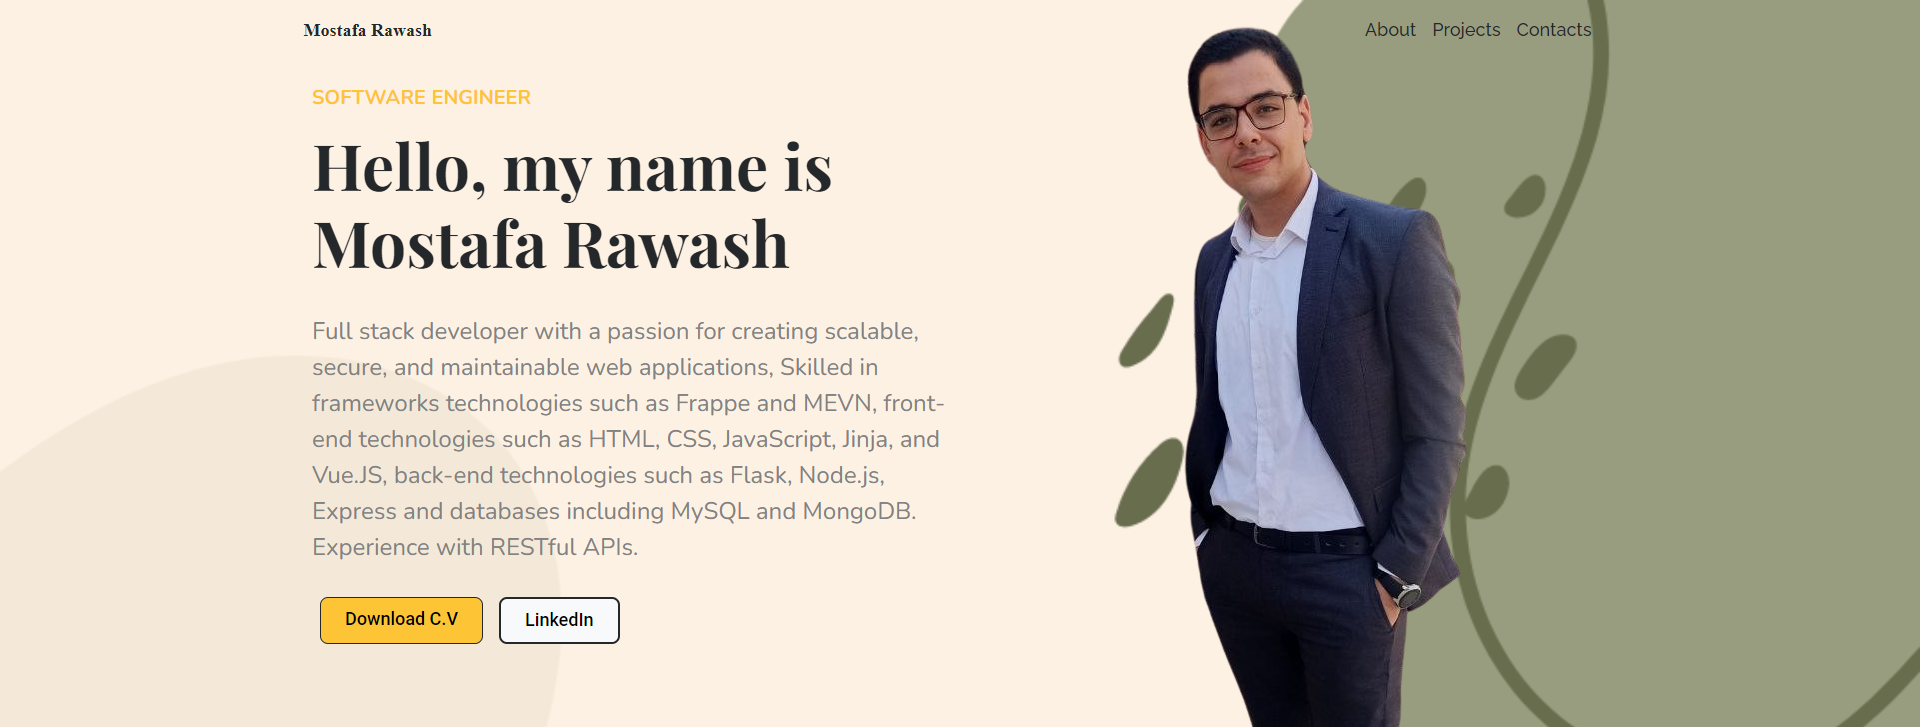 Mostafa Rawash
About Projects Contacts
SOFTWARE ENGINEER
Hello, my name is
Mostafa Rawash
Full stack developer with a passion for creating scalable,
secure, and maintainable web applications, Skilled in
frameworks technologies such as Frappe and MEVN, front-
end technologies such as HTML, CSS, JavaScript, Jinja, and
Vue.JS, back-end technologies such as Flask, Node.js,
Express and databases including MySQL and MongoDB.
Experience with RESTful APIs.
Download C.V
LinkedIn